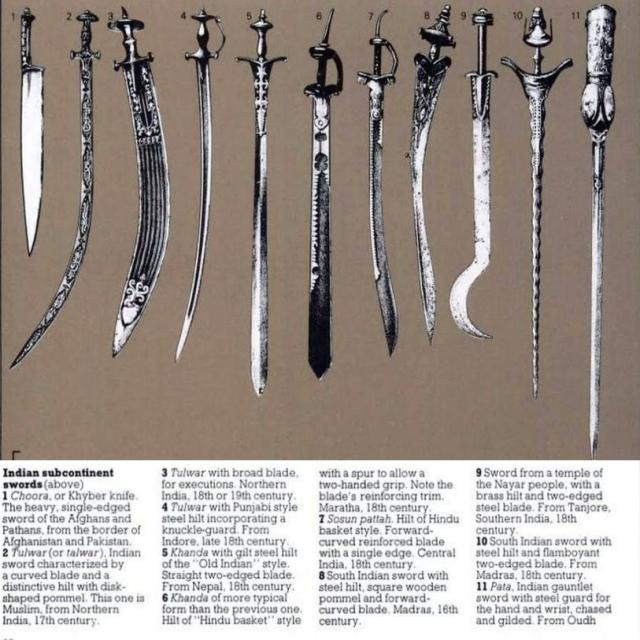 1 2 3 4 5 6 7 8 9 10 11
Indian subcontinent
swords (above)
1 Choora, or Khyber knife.
The heavy, single-edged
sword of the Afghans and
Pathans, from the border of
Afghanistan and Pakistan.
2 Tulwar (or talwar), Indian
sword characterized by
a curved blade and a
distinctive hilt with disk-
shaped pommel. This one is
Muslim, from Northern
India, 17th century.
3 Tulwar with broad blade,
for executions. Northern
India, 18th or 19th century.
4 Tulwar with Punjabi style
steel hilt incorporating a
knuckle-guard. From
Indore, late 18th century.
5 Khanda with gilt steel hilt
of the "Old Indian" style.
Straight two-edged blade.
From Nepal, 18th century.
6 Khanda of more typical
form than the previous one.
Hilt of "Hindu basket" style
with a spur to allow a
two-handed grip. Note the
blade's reinforcing trim.
Maratha, 18th century.
7 Sosun pattah. Hilt of Hindu
basket style. Forward-
curved reinforced blade
with a single edge. Central
India, 18th century.
8 South Indian sword with
steel hilt, square wooden
pommel and forward-
curved blade. Madras, 16th
century.
9 Sword from a temple of
the Nayar people, with a
brass hilt and two-edged
steel blade. From Tanjore,
Southern India, 18th
century.
10 South Indian sword with
steel hilt and flamboyant
two-edged blade. From
Madras, 18th century.
11 Pata, Indian gauntlet
sword with steel guard for
the hand and wrist, chased
and gilded. From Oudh